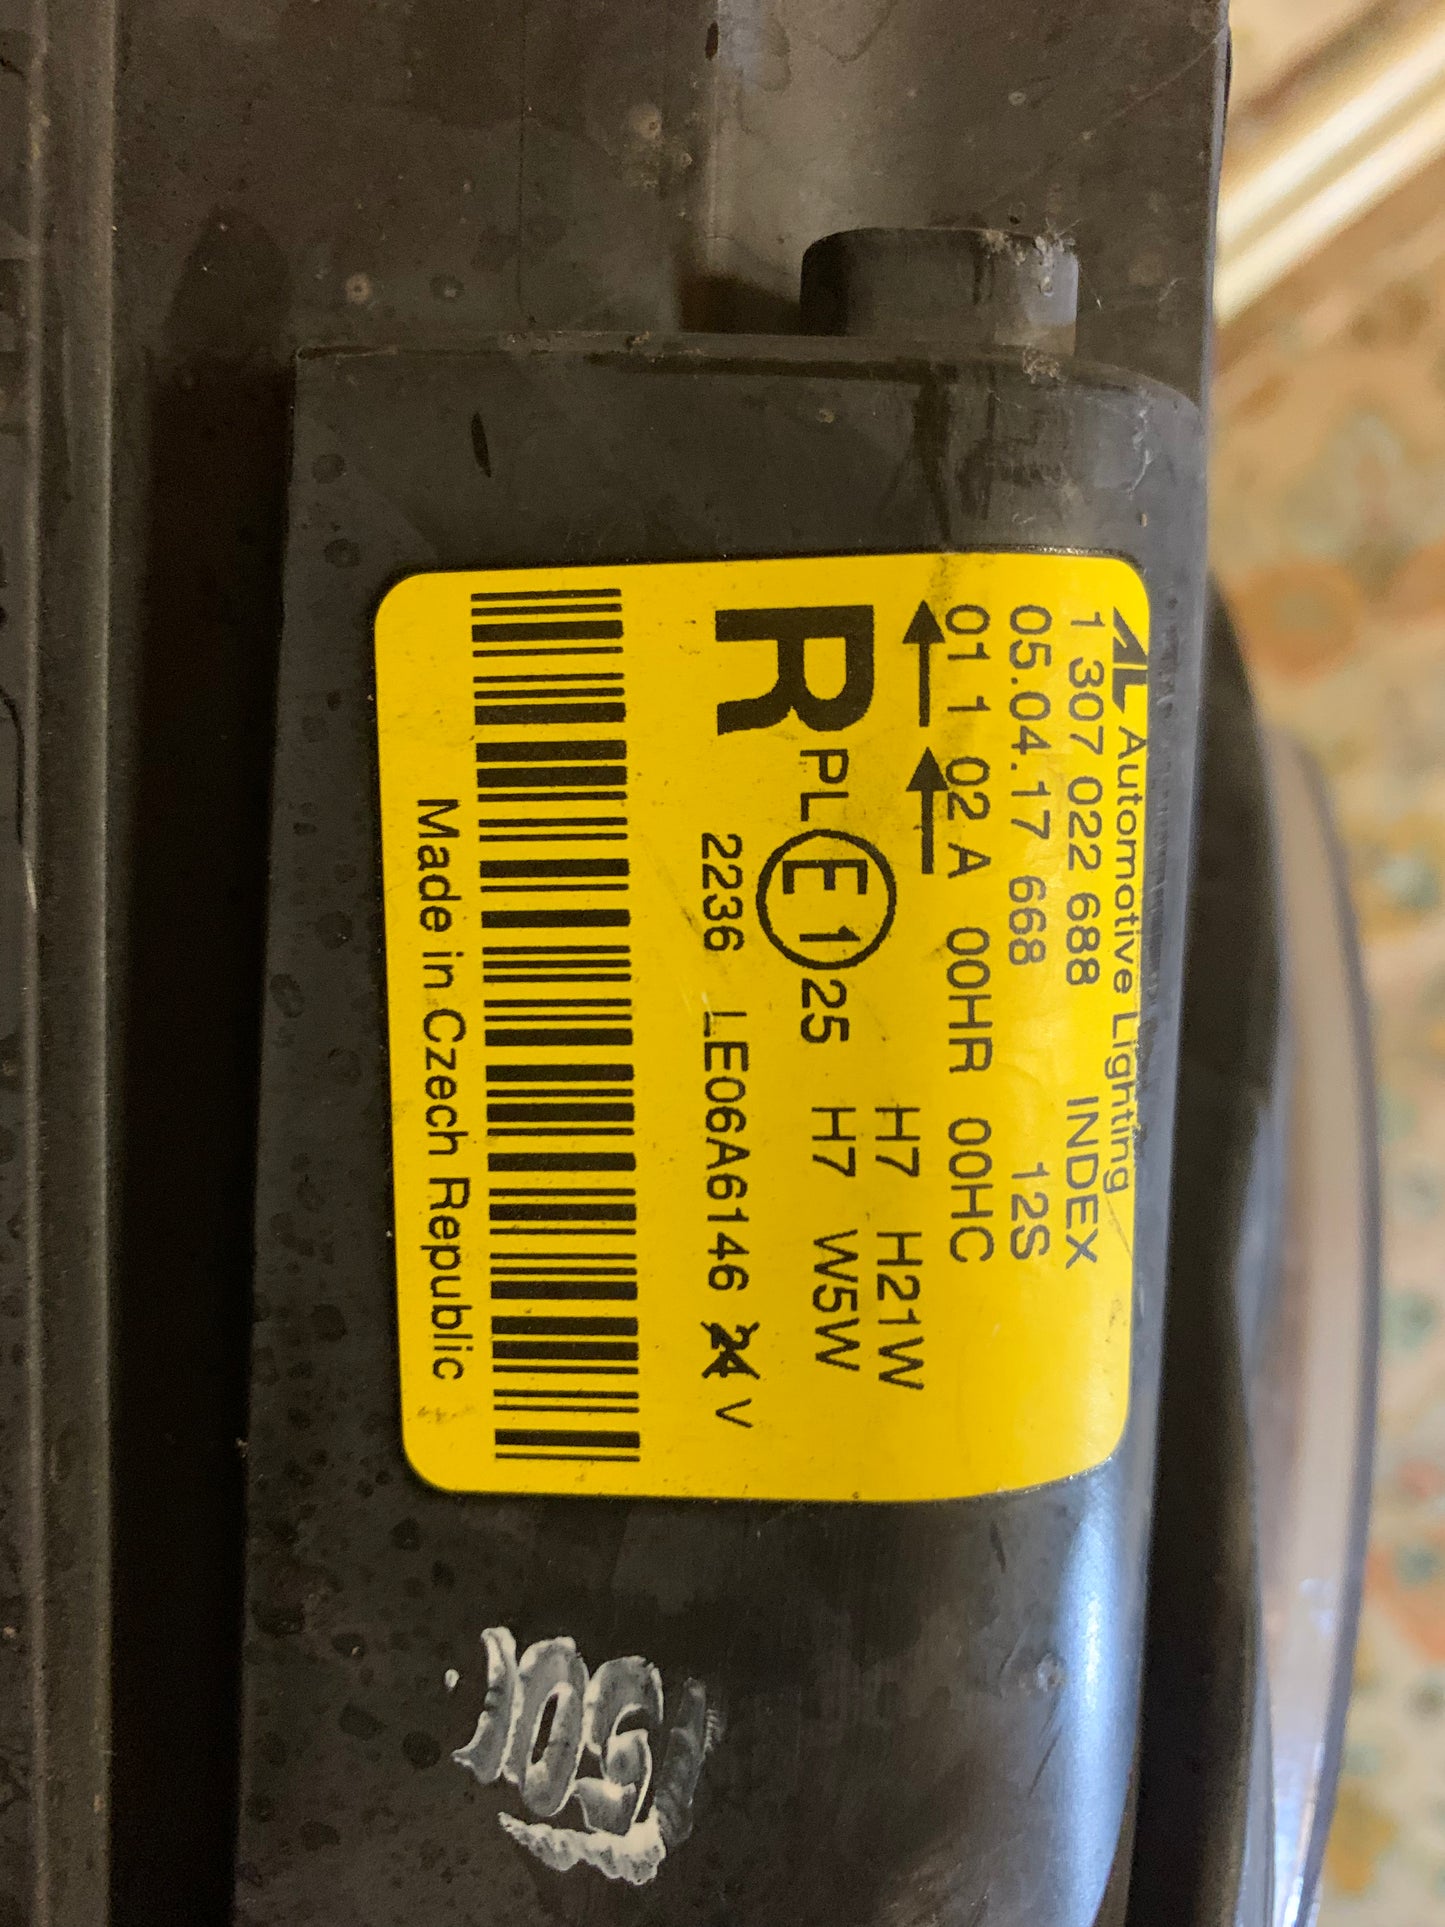 AL Automotive Lighting
1 307 022 688 INDEX
05.04.17 668 12S
01 1 02 A 00HR 00HC
H7 H21W
R PL E1 25 H7 W5W
2236 LE06A6146 24 V
Made in Czech Republic